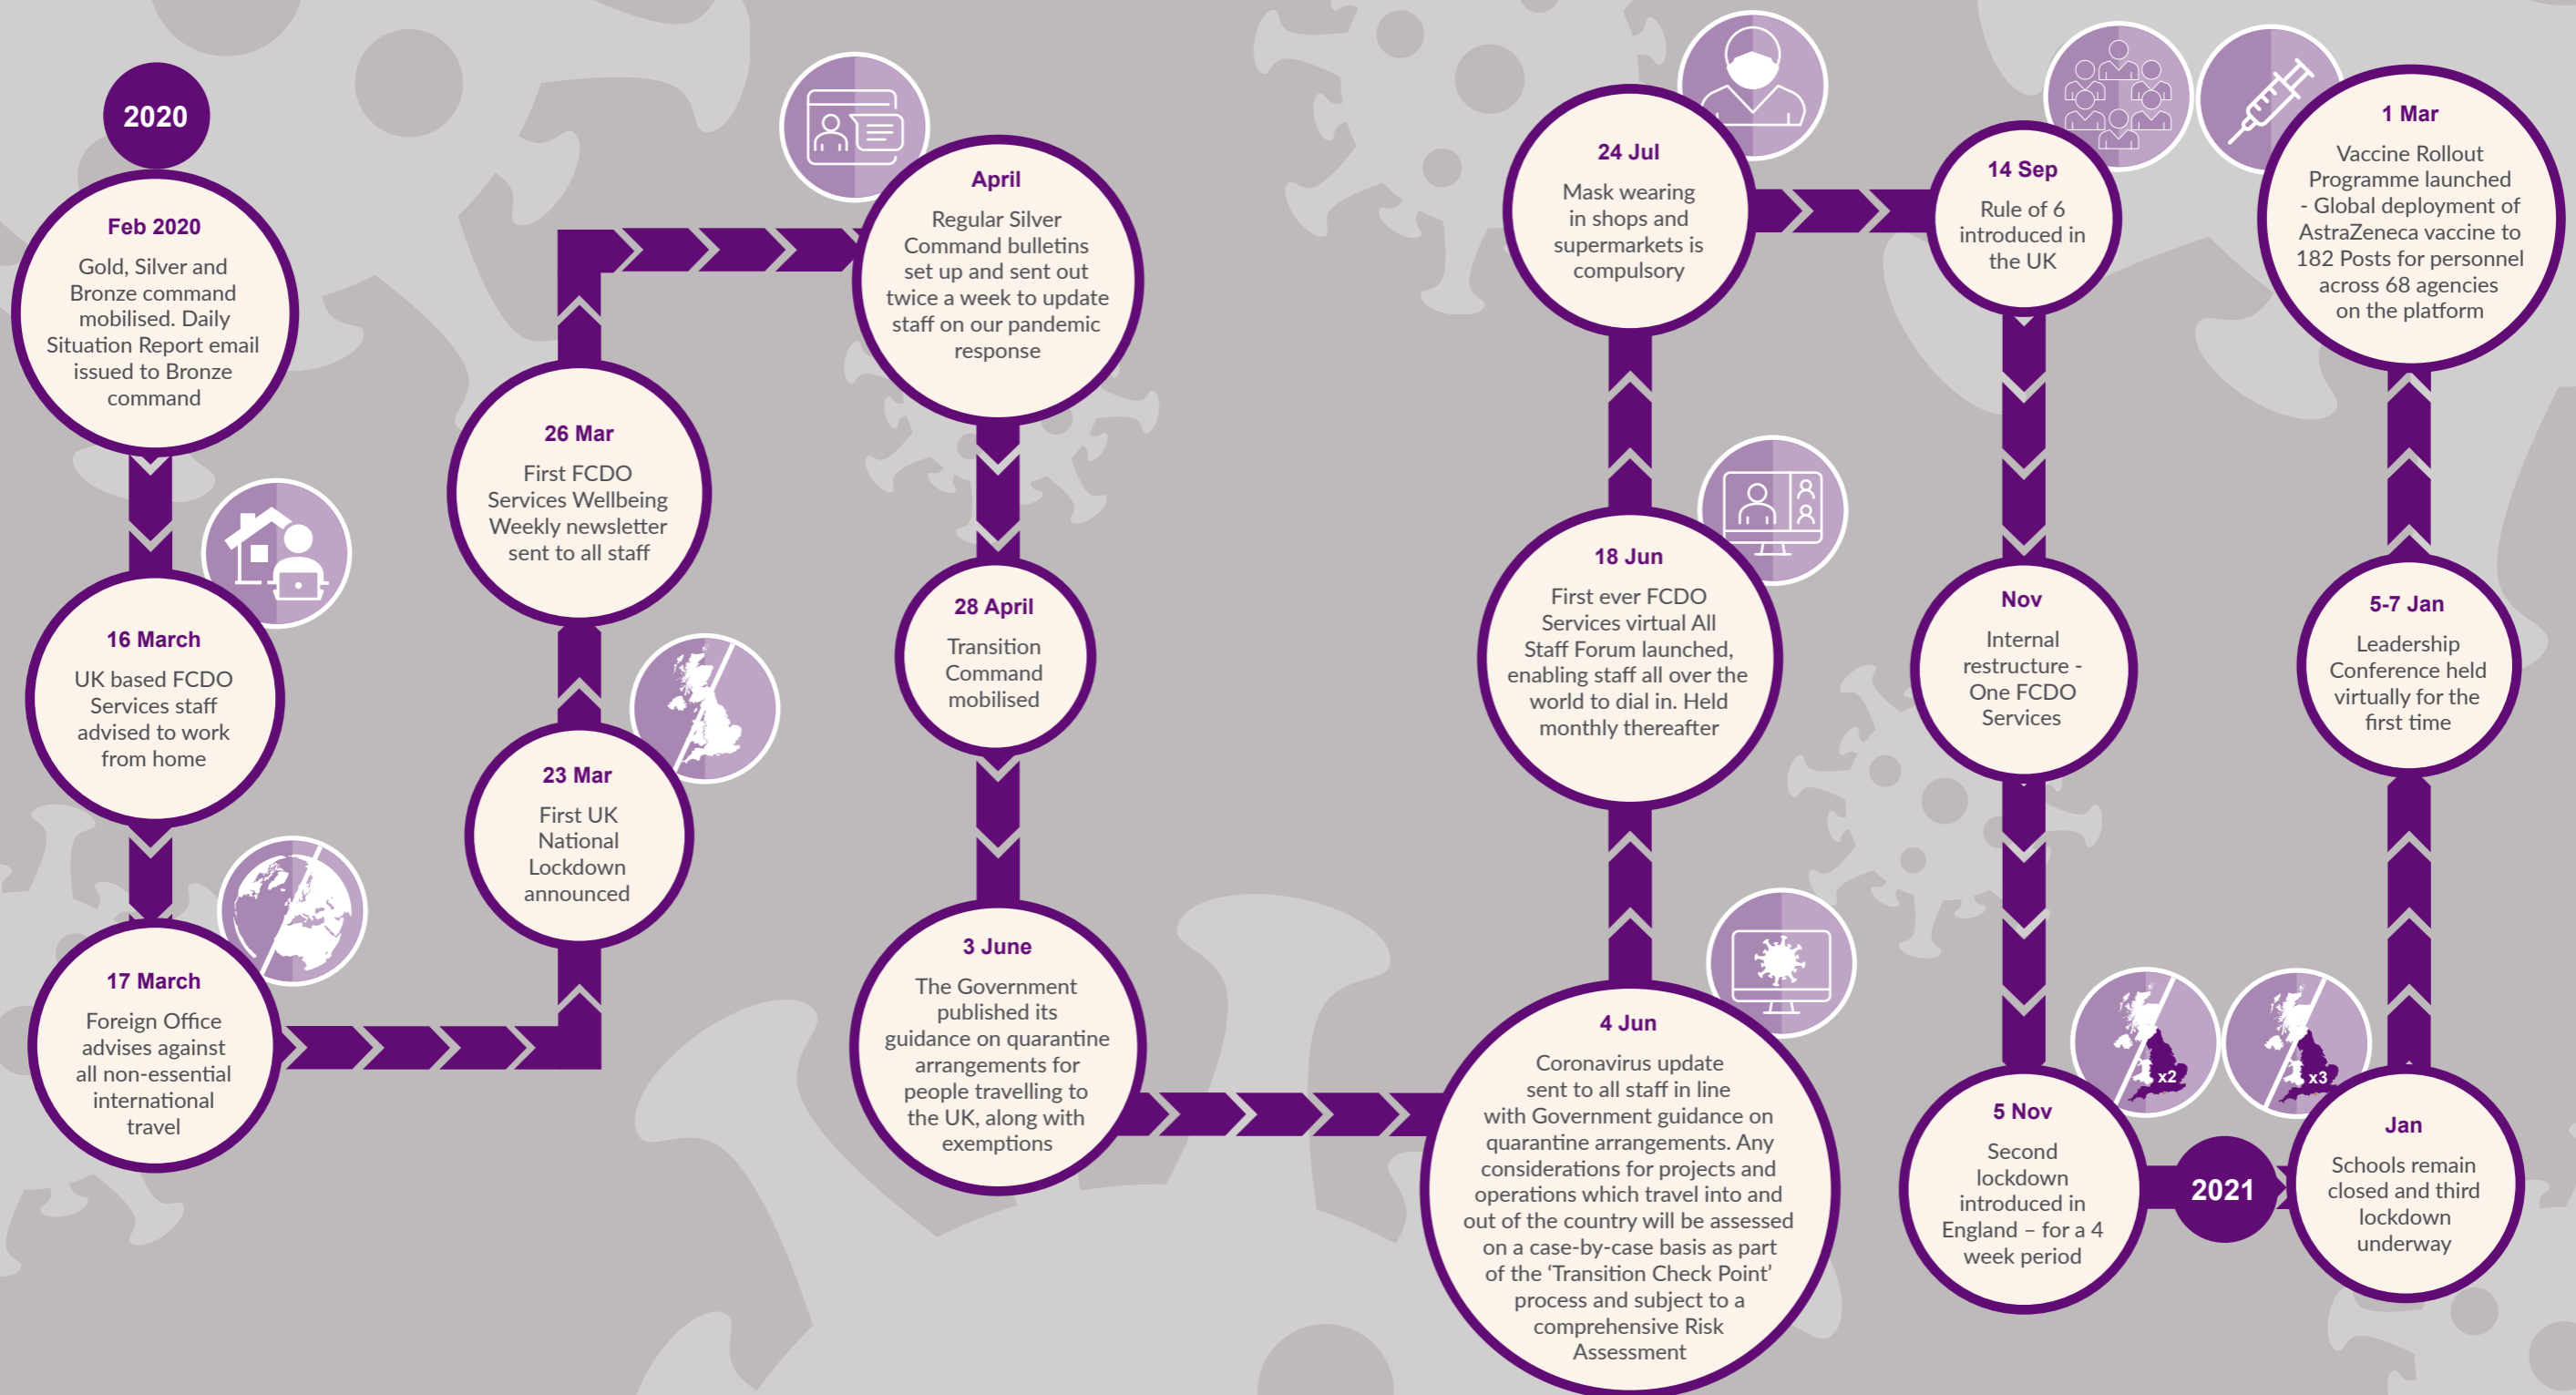 2020
Feb 2020
Gold, Silver and
Bronze command
mobilised. Daily
Situation Report email
issued to Bronze
command
16 March
UK based FCDO
Services staff
advised to work
from home
17 March
Foreign Office
advises against
all non-essential
international
travel
23 Mar
First UK
National
Lockdown
announced
26 Mar
First FCDO
Services Wellbeing
Weekly newsletter
sent to all staff
April
Regular Silver
Command bulletins
set up and sent out
twice a week to update
staff on our pandemic
response
28 April
Transition
Command
mobilised
3 June
The Government
published its
guidance on quarantine
arrangements for
people travelling to
the UK, along with
exemptions
4 Jun
Coronavirus update
sent to all staff in line
with Government guidance on
quarantine arrangements. Any
considerations for projects and
operations which travel into and
out of the country will be assessed
on a case-by-case basis as part
of the ‘Transition Check Point’
process and subject to a
comprehensive Risk
Assessment
18 Jun
First ever FCDO
Services virtual All
Staff Forum launched,
enabling staff all over the
world to dial in. Held
monthly thereafter
24 Jul
Mask wearing
in shops and
supermarkets is
compulsory
14 Sep
Rule of 6
introduced in
the UK
Nov
Internal
restructure -
One FCDO
Services
5 Nov
Second
lockdown
introduced in
England – for a 4
week period
x2
2021
x3
Jan
Schools remain
closed and third
lockdown
underway
5-7 Jan
Leadership
Conference held
virtually for the
first time
1 Mar
Vaccine Rollout
Programme launched
- Global deployment of
AstraZeneca vaccine to
182 Posts for personnel
across 68 agencies
on the platform